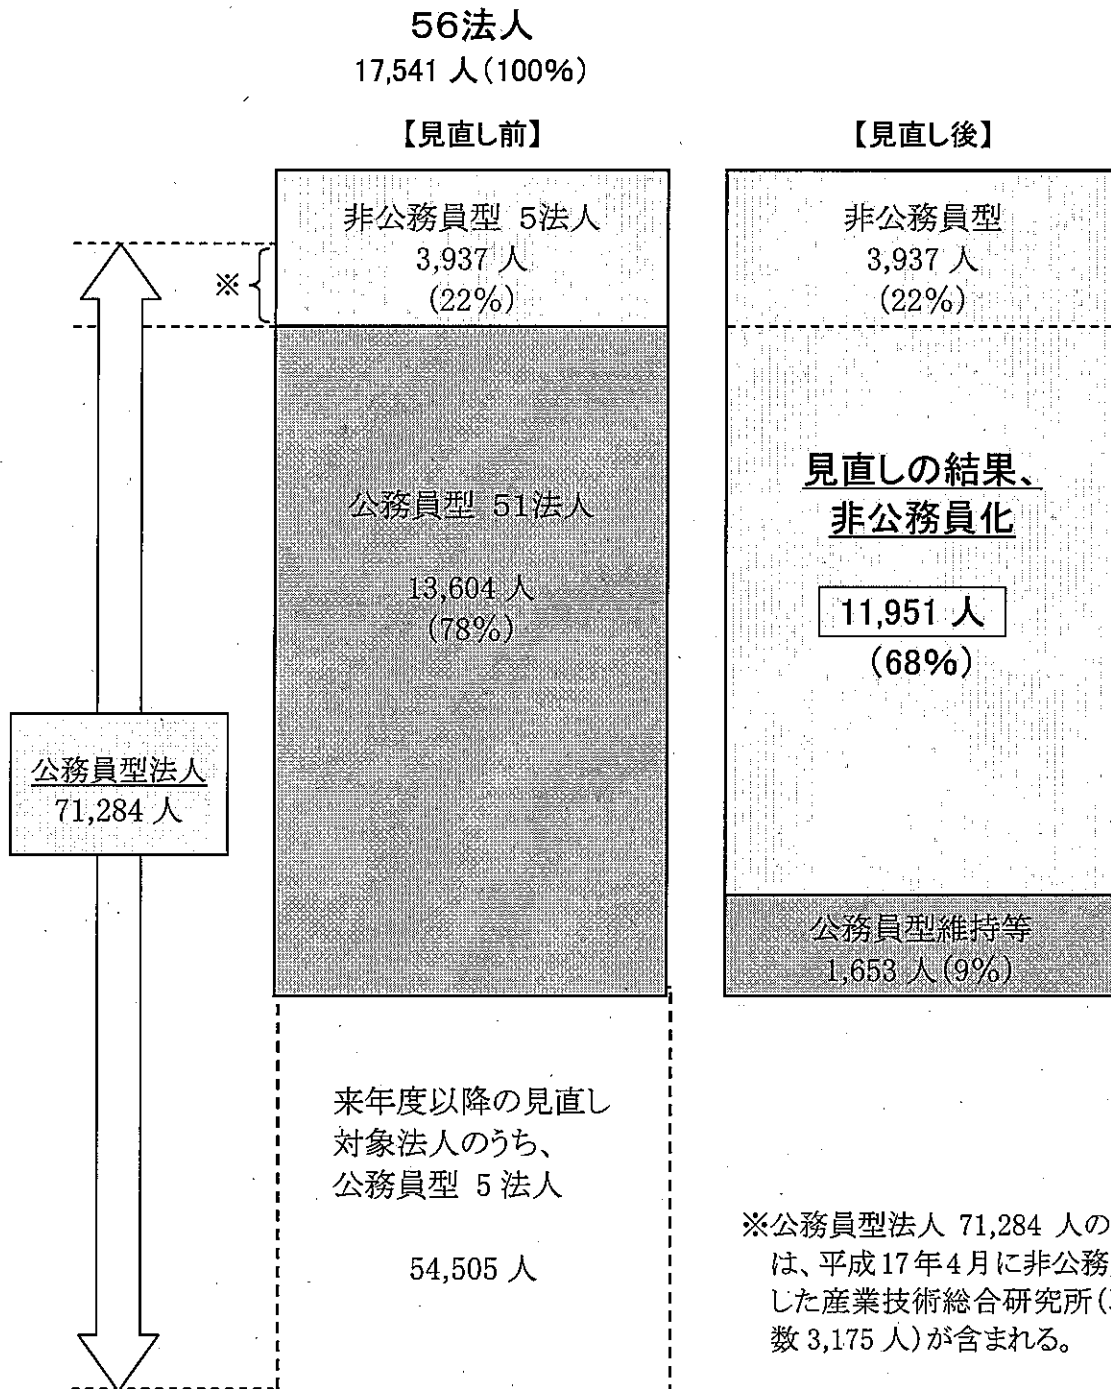 56法人
17,541 人(100%)
【見直し前】
【見直し後】
非公務員型 5法人
3,937 人
(22%)
※
公務員型 51法人
13,604 人
(78%)
公務員型法人
71,284 人
来年度以降の見直し
対象法人のうち、
公務員型 5 法人
54,505 人
非公務員型
3,937 人
(22%)
見直しの結果、
非公務員化
11,951 人
(68%)
公務員型維持等
1,653 人(9%)
※公務員型法人 71,284 人の
は、平成17年4月に非公務
した産業技術総合研究所(
数 3,175 人)が含まれる。